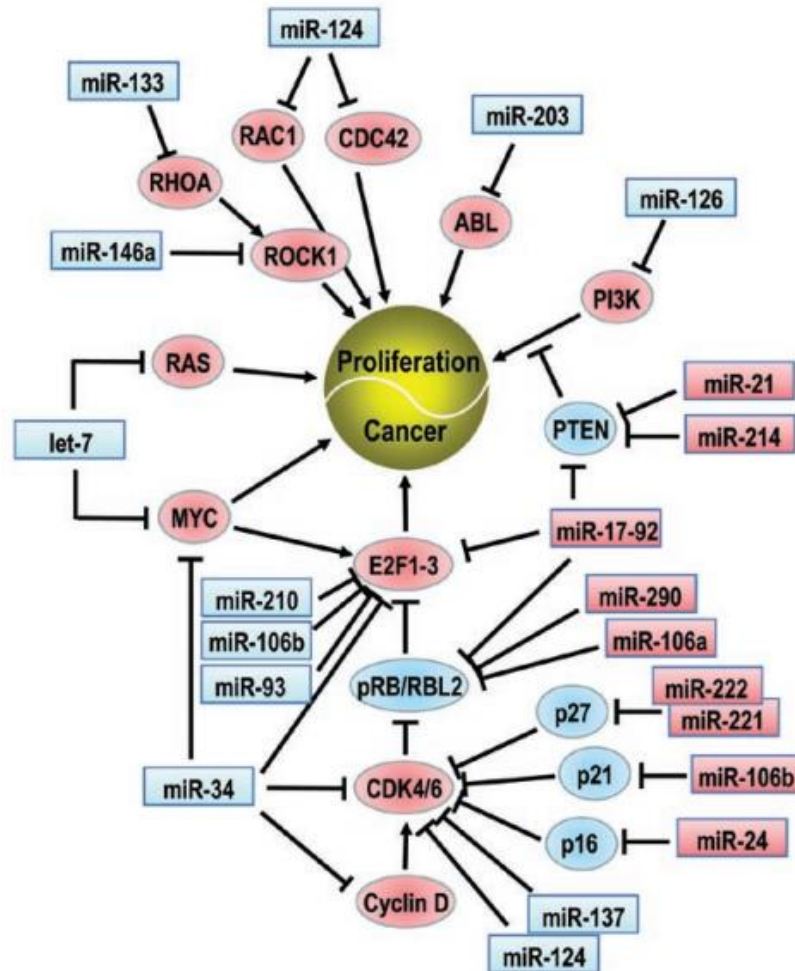 miR-124
miR-133
miR-203
RAC1
CDC42
RHOA
ABL
miR-126
miR-146a
ROCK1
PI3K
Proliferation
RAS
miR-21
Cancer
PTEN
miR-214
let-7
MYC
miR-17-92
E2F1-3
miR-210
miR-290
miR-106b
miR-106a
miR-93
pRB/RBL2
miR-222
p27
miR-221
miR-34
CDK4/6
p21
miR-106b
p16
miR-24
Cyclin D
miR-137
miR-124